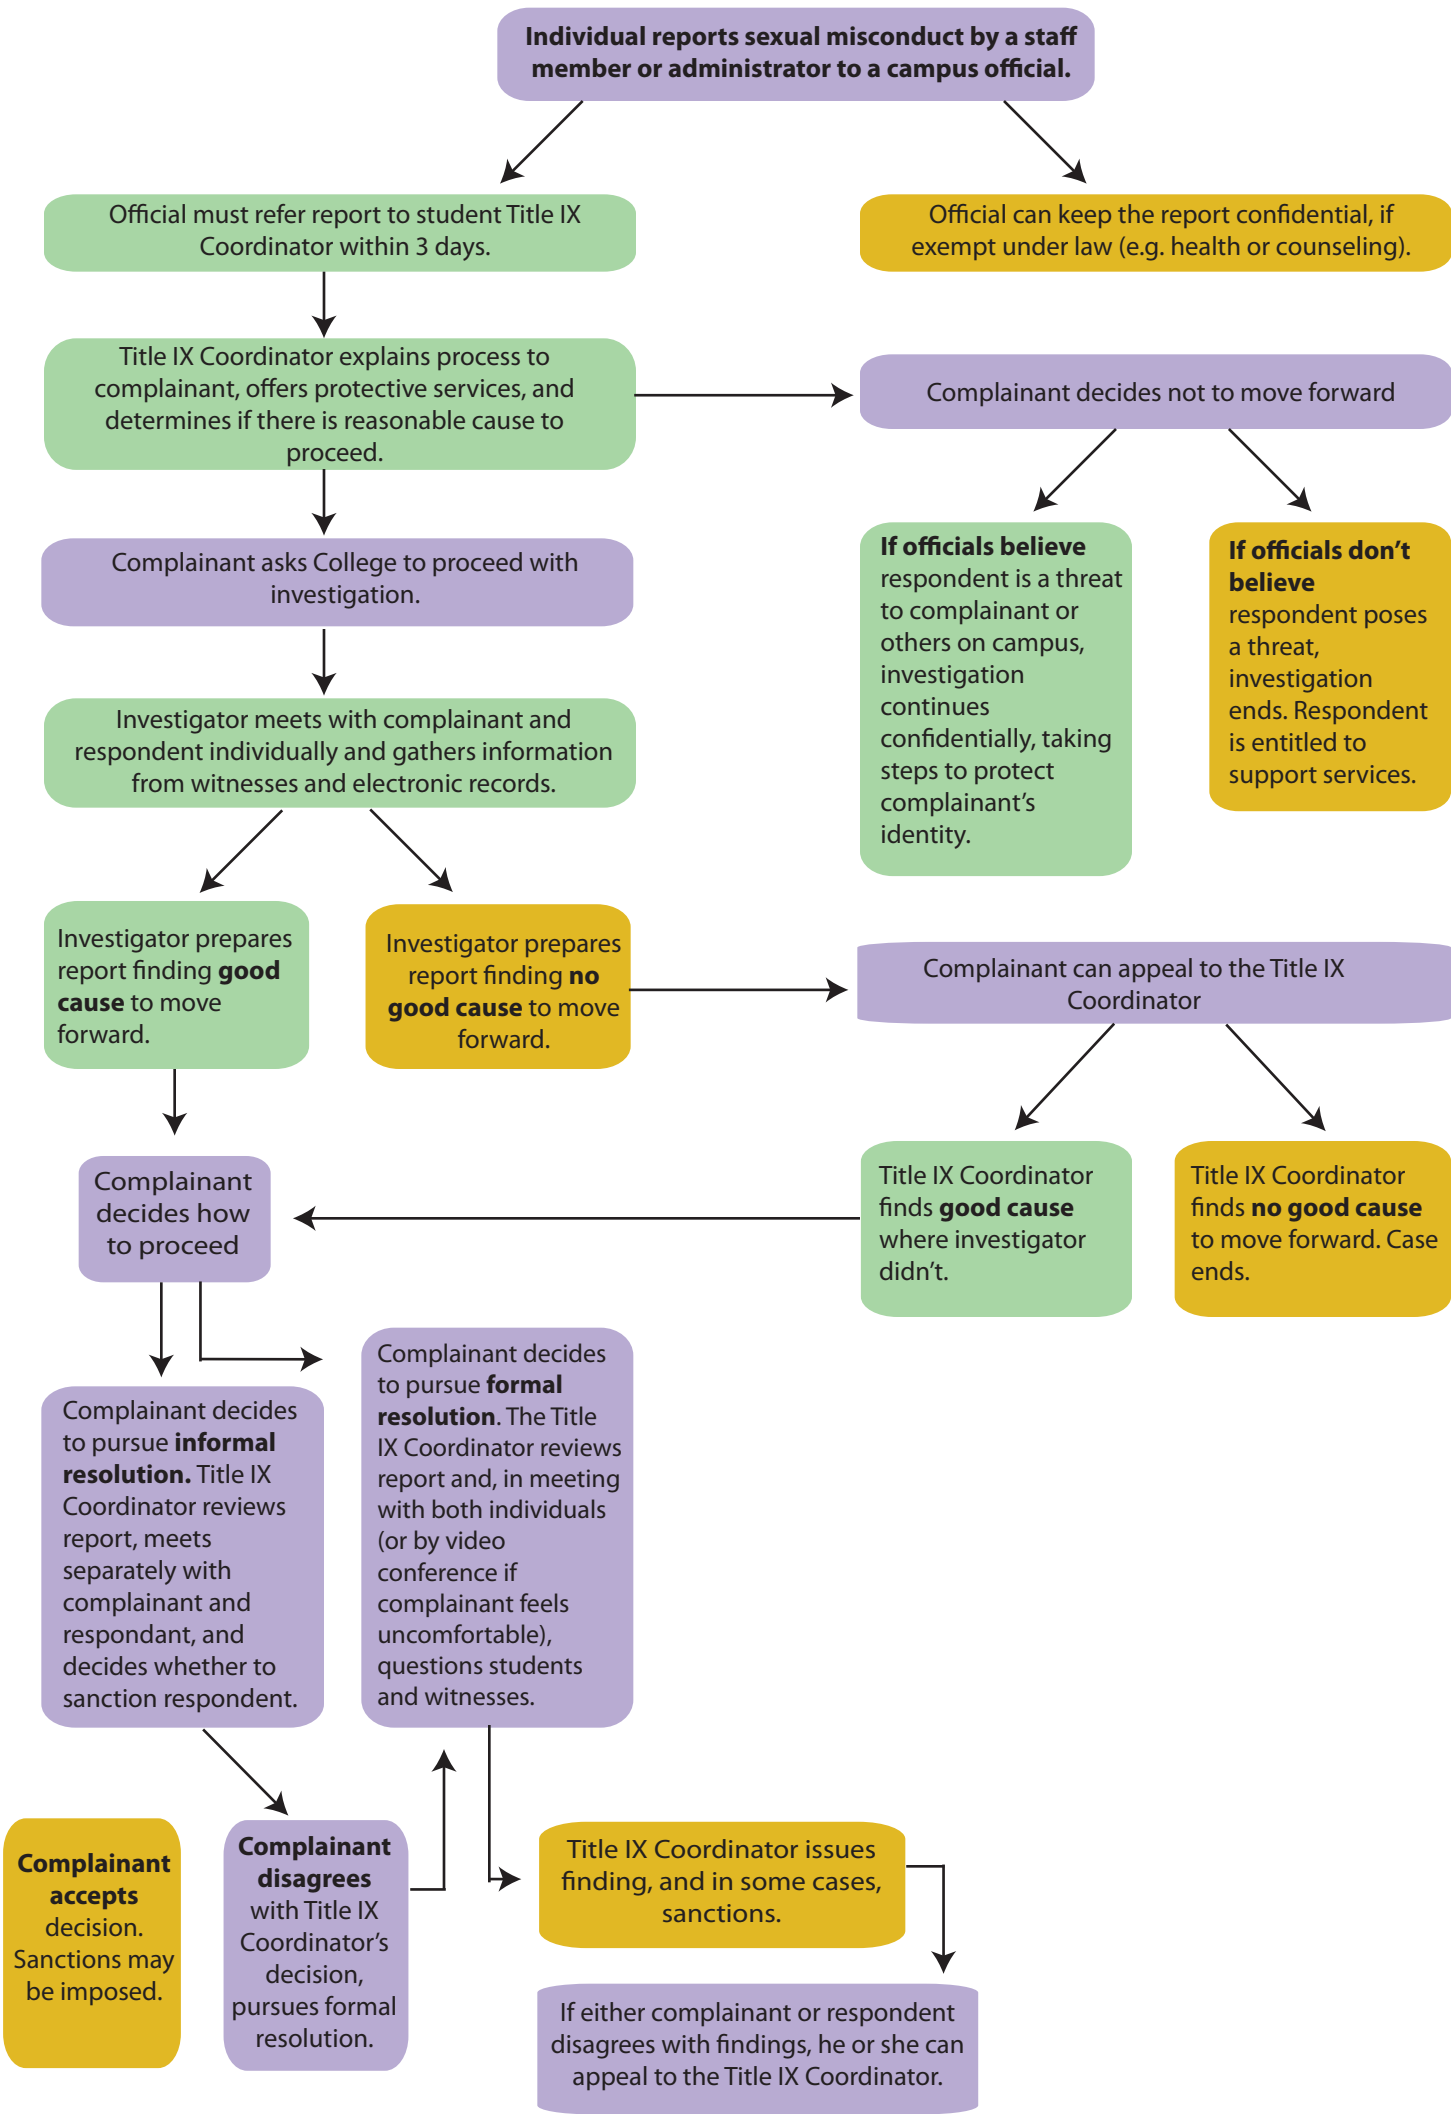 Individual reports sexual misconduct by a staff
member or administrator to a campus official.
Official must refer report to student Title IX
Coordinator within 3 days.
Official can keep the report confidential, if
exempt under law (e.g. health or counseling).
Title IX Coordinator explains process to
complainant, offers protective services, and
determines if there is reasonable cause to
proceed.
Complainant decides not to move forward
Complainant asks College to proceed with
investigation.
If officials believe
respondent is a threat
to complainant or
others on campus,
investigation
continues
confidentially, taking
steps to protect
complainant's
identity.
If officials don't
believe
respondent poses
a threat,
investigation
ends. Respondent
is entitled to
support services.
Investigator meets with complainant and
respondent individually and gathers information
from witnesses and electronic records.
Investigator prepares
report finding good
cause to move
forward.
Investigator prepares
report finding no
good cause to move
forward.
Complainant can appeal to the Title IX
Coordinator
Complainant
decides how
to proceed
Title IX Coordinator
finds good cause
where investigator
didn't.
Title IX Coordinator
finds no good cause
to move forward. Case
ends.
Complainant decides
to pursue informal
resolution. Title IX
Coordinator reviews
report, meets
separately with
complainant and
respondant, and
decides whether to
sanction respondent.
Complainant decides
to pursue formal
resolution. The Title
IX Coordinator reviews
report and, in meeting
with both individuals
(or by video
conference if
complainant feels
uncomfortable),
questions students
and witnesses.
Complainant
accepts
decision.
Sanctions may
be imposed.
Complainant
disagrees
with Title IX
Coordinator's
decision,
pursues formal
resolution.
Title IX Coordinator issues
finding, and in some cases,
sanctions.
If either complainant or respondent
disagrees with findings, he or she can
appeal to the Title IX Coordinator.